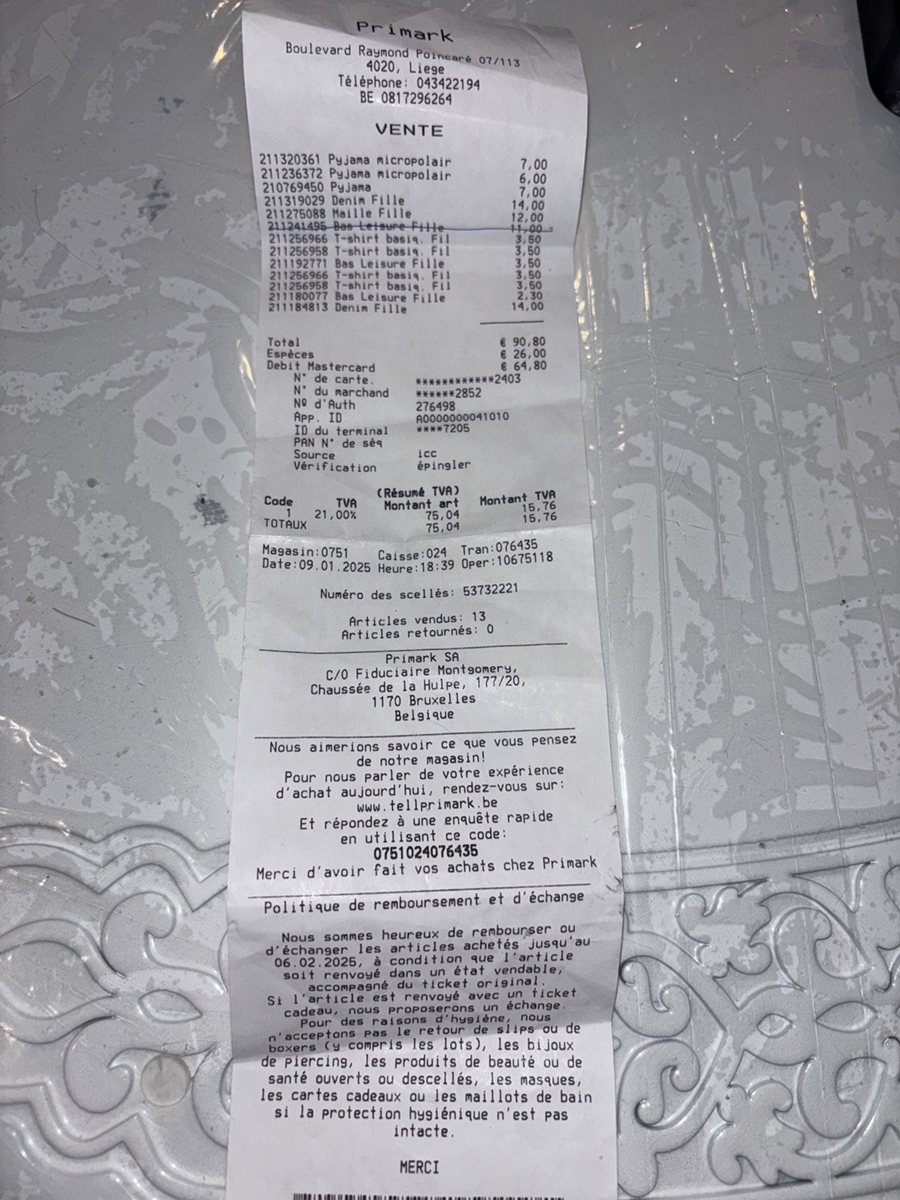 Primark
Boulevard Raymond Poincaré 07/113
4020, Liege
Téléphone: 043422194
BE 0817296264
VENTE
211320361 Pyjama micropolair 7,00
211236372 Pyjama micropolair 6,00
210769450 Pyjama 7,00
211319029 Denim Fille 14,00
211275088 Maille Fille 12,00
211241495 Bas Leisure Fille 11,00
211256966 T-shirt basiq. Fil 3,50
211256958 T-shirt basiq. Fil 3,50
211192771 Bas Leisure Fille 3,50
211256966 T-shirt basiq. Fil 3,50
211256958 T-shirt basiq. Fil 3,50
211180077 Bas Leisure Fille 2,30
211184813 Denim Fille 14,00
Total € 90,80
Espèces € 26,00
Debit Mastercard € 64,80
N° de carte. ************2403
N° du marchand ******2852
Nº d'Auth 276498
App. ID A0000000041010
ID du terminal ****7205
PAN N° de séq
Source icc
Vérification épingler
(Résumé TVA)
Code TVA Montant art Montant TVA
1 21,00% 75,04 15,76
TOTAUX 75,04 15,76
Magasin:0751 Caisse:024 Tran:076435
Date:09.01.2025 Heure:18:39 Oper:10675118
Numéro des scellés: 53732221
Articles vendus: 13
Articles retournés: 0
Primark SA
C/O Fiduciaire Montgomery,
Chaussée de la Hulpe, 177/20,
1170 Bruxelles
Belgique
Nous aimerions savoir ce que vous pensez
de notre magasin!
Pour nous parler de votre expérience
d'achat aujourd'hui, rendez-vous sur:
www.tellprimark.be
Et répondez à une enquête rapide
en utilisant ce code:
0751024076435
Merci d'avoir fait vos achats chez Primark
Politique de remboursement et d'échange
Nous sommes heureux de rembourser ou
d'échanger les articles achetés jusqu'au
06.02.2025, à condition que l'article
soit renvoyé dans un état vendable,
accompagné du ticket original.
Si l'article est renvoyé avec un ticket
cadeau, nous proposerons un échange.
Pour des raisons d'hygiène, nous
n'acceptons pas le retour de slips ou de
boxers (y compris les lots), les bijoux
de piercing, les produits de beauté ou de
santé ouverts ou descellés, les masques,
les cartes cadeaux ou les maillots de bain
si la protection hygiénique n'est pas
intacte.
MERCI